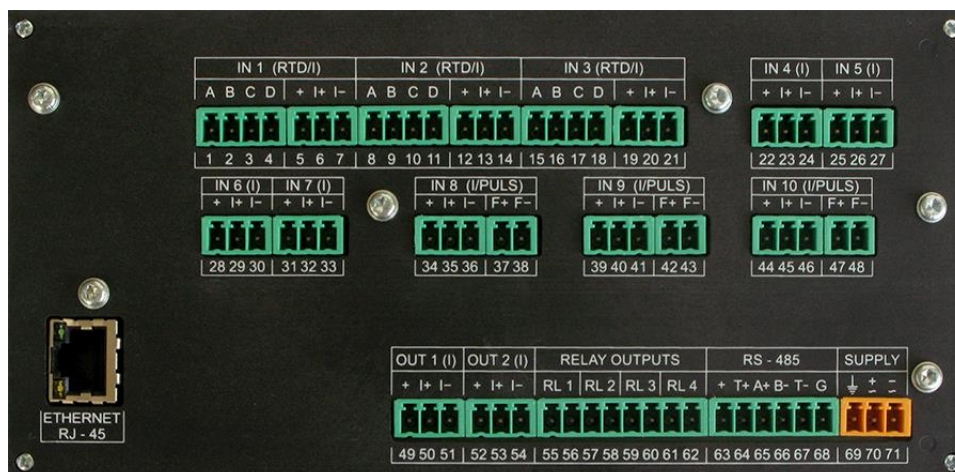 IN 1 (RTD/I) IN 2 (RTD/I) IN 3 (RTD/I) IN 4 (I) IN 5 (I)
A B C D + I+ I− A B C D + I+ I− A B C D + I+ I− + I+ I− + I+ I−
1 2 3 4 5 6 7 8 9 10 11 12 13 14 15 16 17 18 19 20 21 22 23 24 25 26 27
IN 6 (I) IN 7 (I) IN 8 (I/PULS) IN 9 (I/PULS) IN 10 (I/PULS)
+ I+ I− + I+ I− + I+ I− F+ F− + I+ I− F+ F− + I+ I− F+ F−
28 29 30 31 32 33 34 35 36 37 38 39 40 41 42 43 44 45 46 47 48
OUT 1 (I) OUT 2 (I) RELAY OUTPUTS RS - 485 SUPPLY
+ I+ I− + I+ I− RL 1 RL 2 RL 3 RL 4 + T+ A+ B- T− G + −
49 50 51 52 53 54 55 56 57 58 59 60 61 62 63 64 65 66 67 68 69 70 71
ETHERNET
RJ - 45